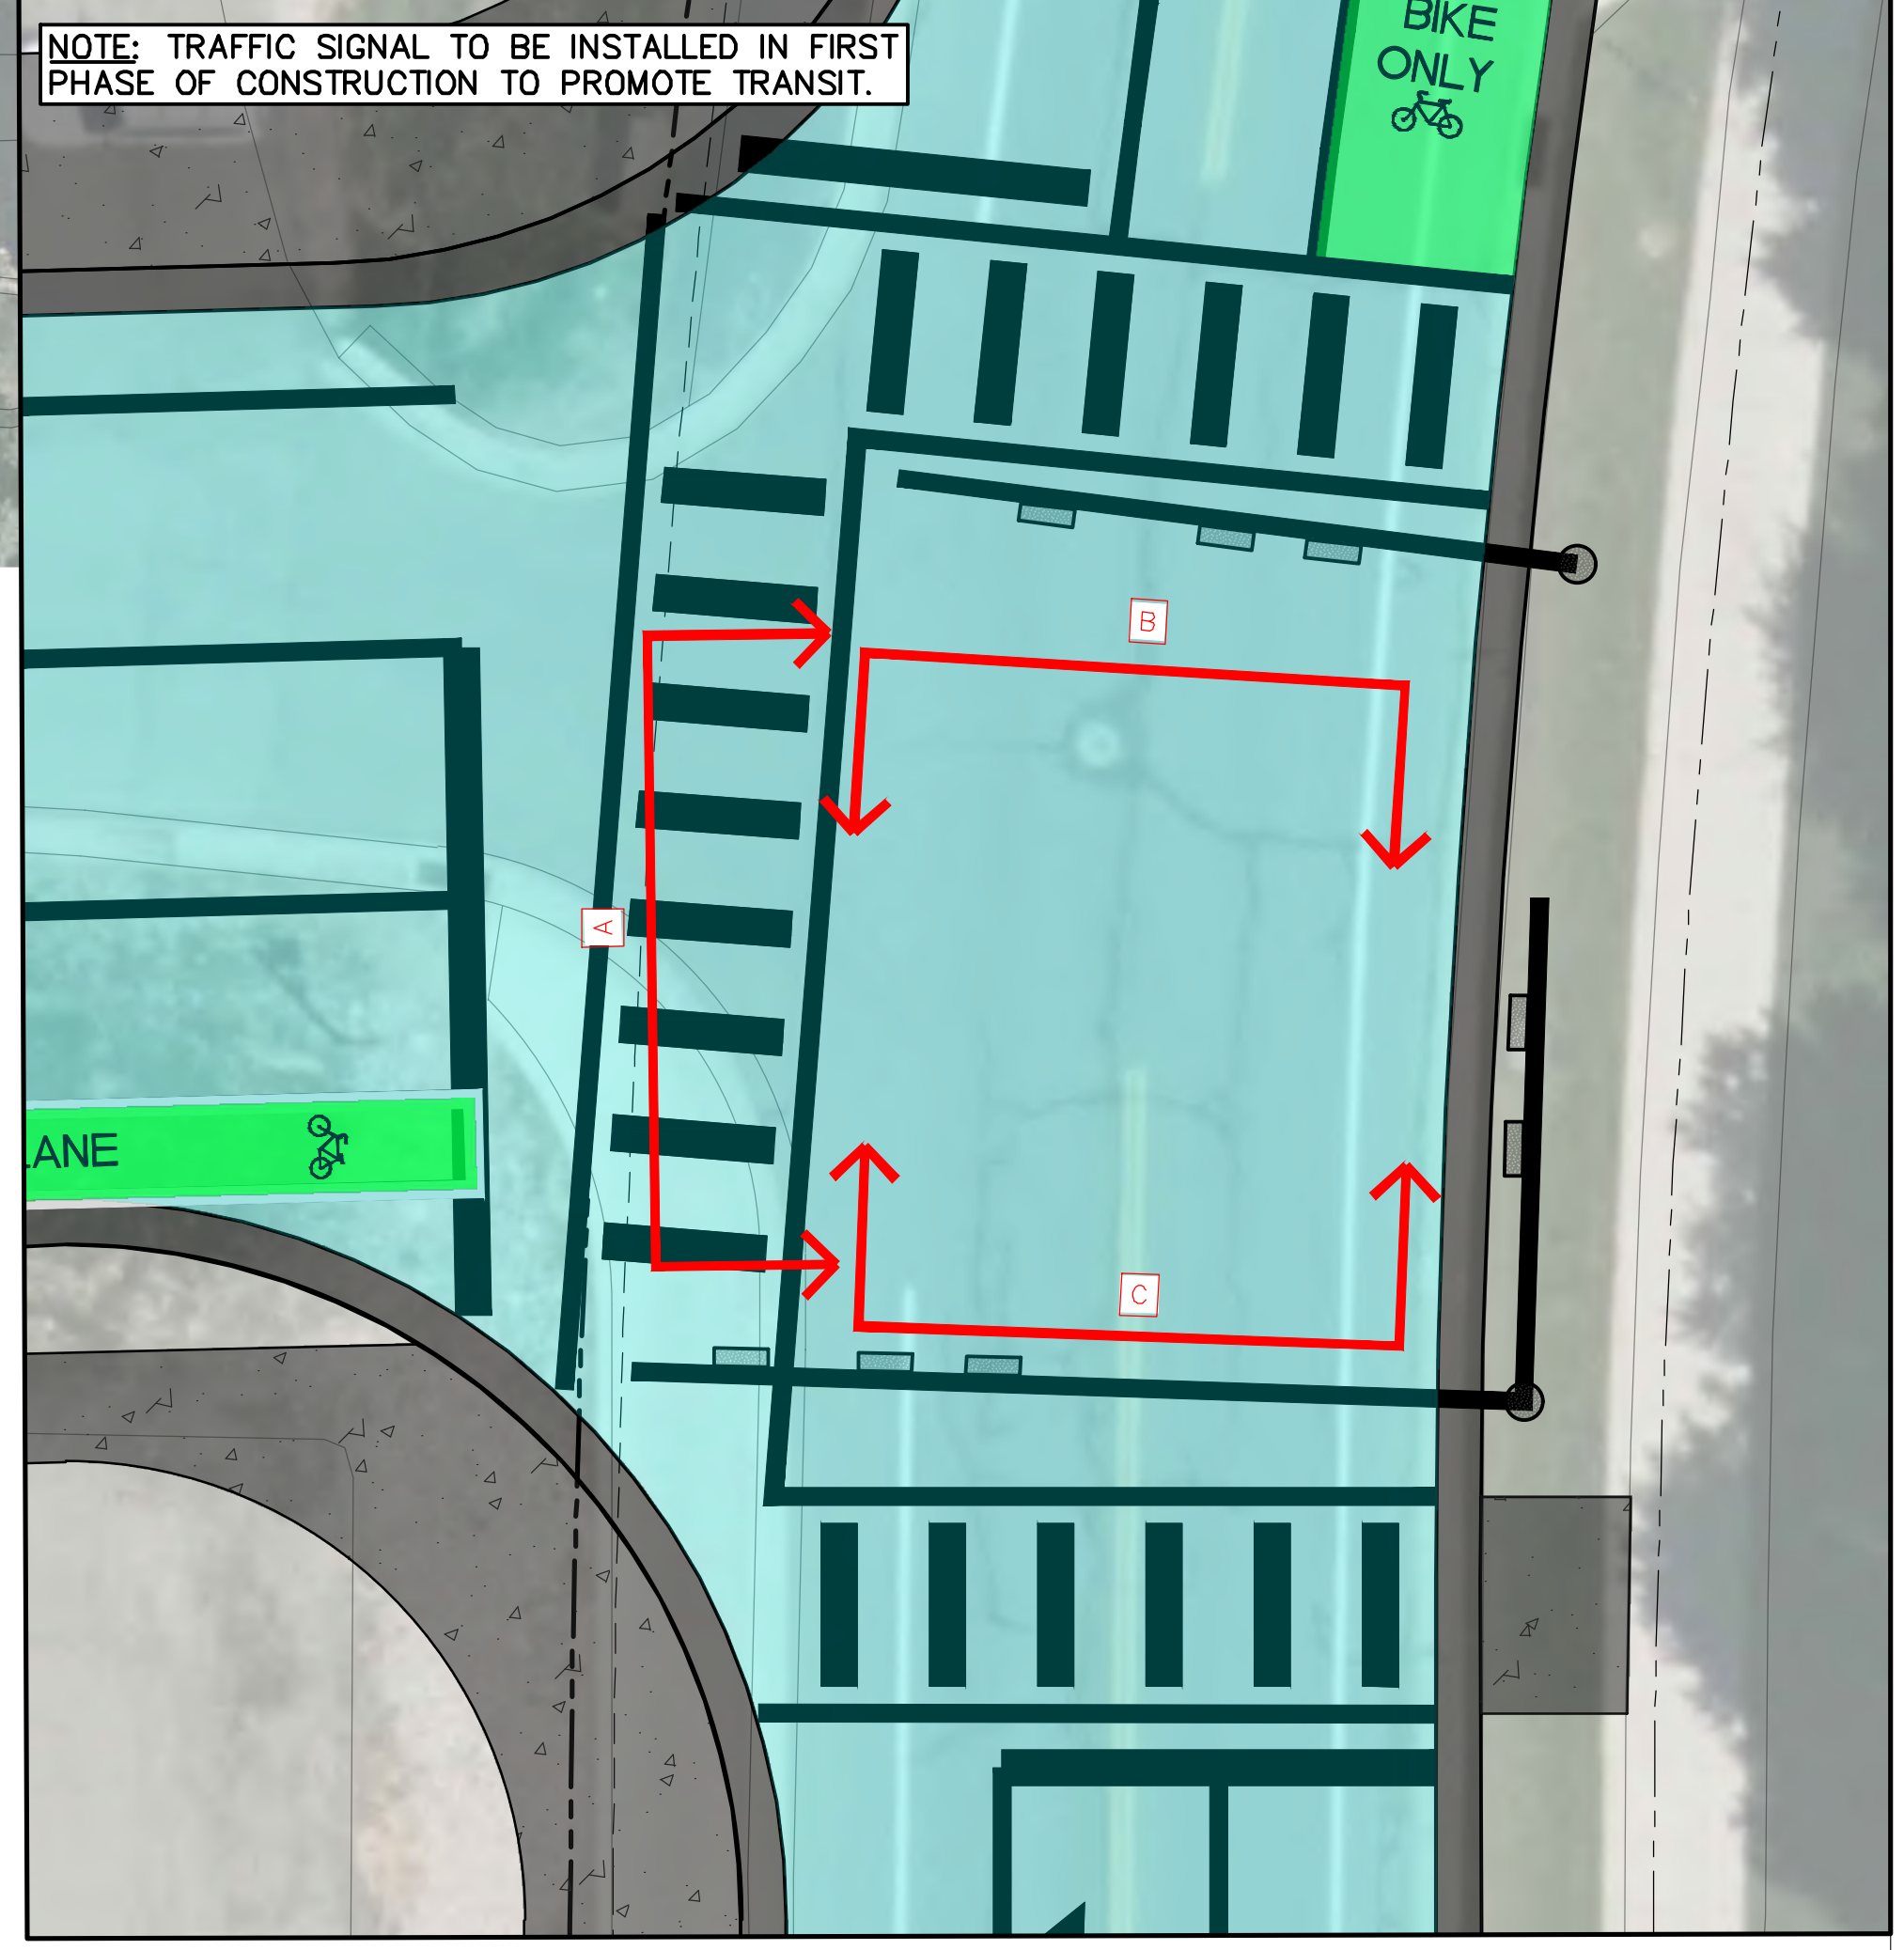 NOTE: TRAFFIC SIGNAL TO BE INSTALLED IN FIRST
PHASE OF CONSTRUCTION TO PROMOTE TRANSIT.
BIKE
ONLY
B
A
LANE
C